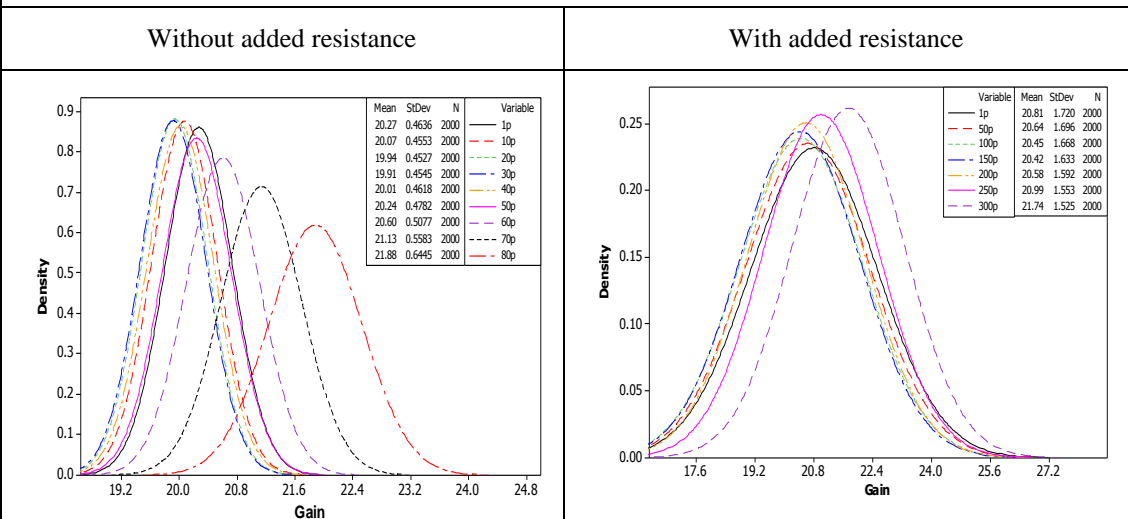 Without added resistance
With added resistance
Mean StDev N Variable
20.27 0.4636 2000 1p
20.07 0.4553 2000 10p
19.94 0.4527 2000 20p
19.91 0.4545 2000 30p
20.01 0.4618 2000 40p
20.24 0.4782 2000 50p
20.60 0.5077 2000 60p
21.13 0.5583 2000 70p
21.88 0.6445 2000 80p
0.9
0.8
0.7
0.6
0.5
0.4
0.3
0.2
0.1
0.0
Density
19.2 20.0 20.8 21.6 22.4 23.2 24.0 24.8
Gain
Variable Mean StDev N
1p 20.81 1.720 2000
50p 20.64 1.696 2000
100p 20.45 1.668 2000
150p 20.42 1.633 2000
200p 20.58 1.592 2000
250p 20.99 1.553 2000
300p 21.74 1.525 2000
0.25
0.20
0.15
0.10
0.05
0.00
Density
17.6 19.2 20.8 22.4 24.0 25.6 27.2
Gain